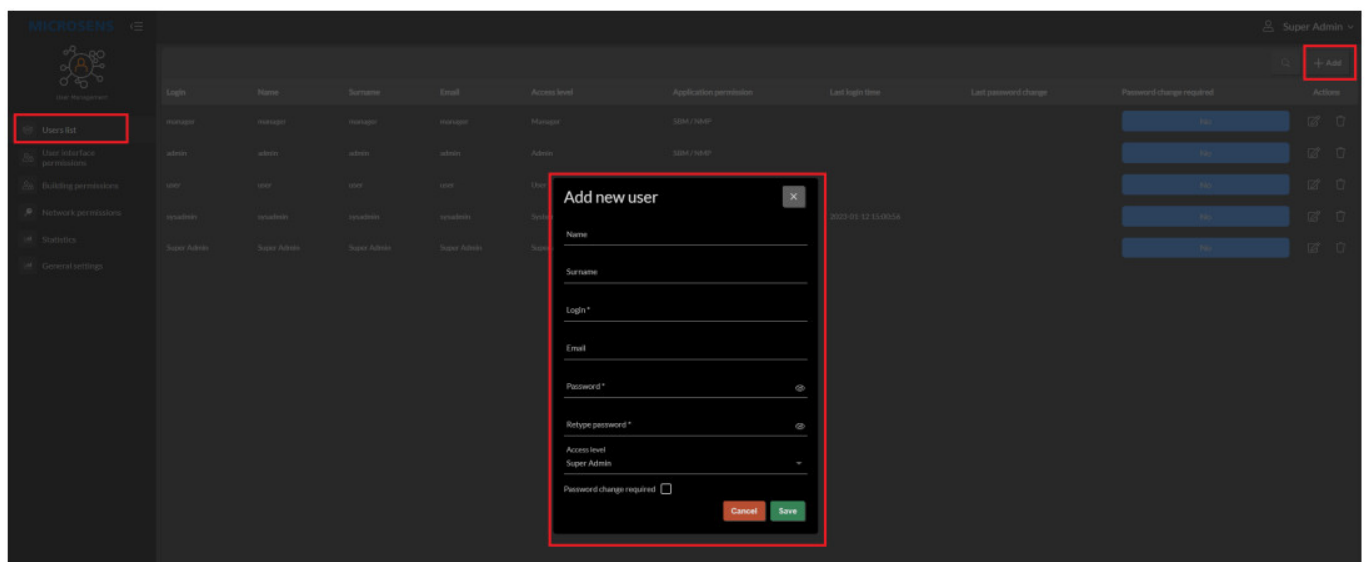 MICROSENS
Super Admin
+ Add
User Management
Login Name Surname Email Access level Application permission Last login time Last password change Password change required Actions
Users list
manager manager manager manager Manager SBM / NMP No
User interface
permissions
admin admin admin admin Admin SBM / NMP No
Building permissions
user user user user User No
Network permissions
sysadmin sysadmin sysadmin sysadmin 2023-01-12 15:00:54 No
Statistics
Super Admin Super Admin Super Admin Super Admin No
General settings
Add new user
Name
Surname
Login *
Email
Password *
Retype password *
Access level
Super Admin
Password change required
Cancel Save